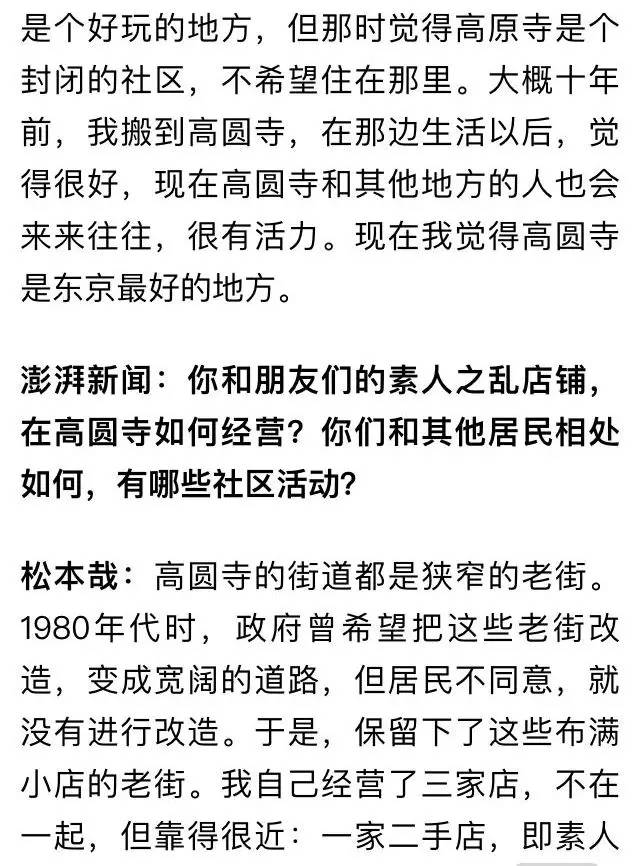 是个好玩的地方，但那时觉得高原寺是个
封闭的社区，不希望住在那里。大概十年
前，我搬到高圆寺，在那边生活以后，觉
得很好，现在高圆寺和其他地方的人也会
来来往往，很有活力。现在我觉得高圆寺
是东京最好的地方。
澎湃新闻：你和朋友们的素人之乱店铺，
在高圆寺如何经营？你们和其他居民相处
如何，有哪些社区活动？
松本哉：高圆寺的街道都是狭窄的老街。
1980年代时，政府曾希望把这些老街改
造，变成宽阔的道路，但居民不同意，就
没有进行改造。于是，保留下了这些布满
小店的老街。我自己经营了三家店，不在
一起，但靠得很近：一家二手店，即素人